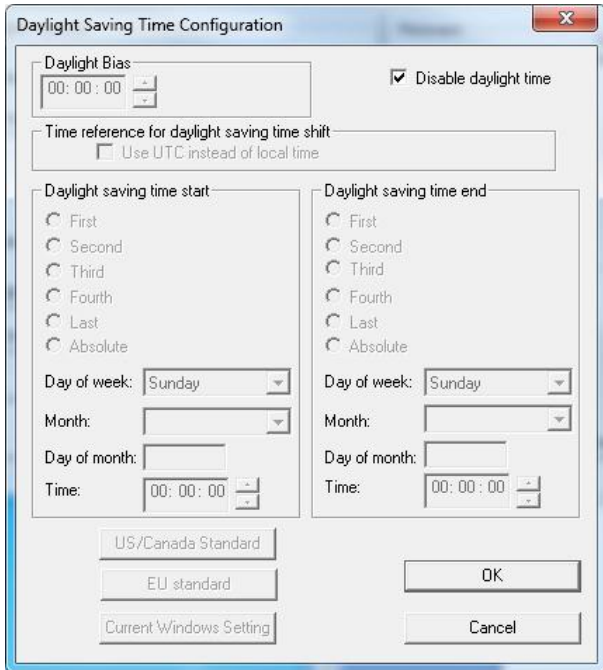 Daylight Saving Time Configuration
Daylight Bias
00: 00 : 00
Disable daylight time
Time reference for daylight saving time shift
Use UTC instead of local time
Daylight saving time start
First
Second
Third
Fourth
Last
Absolute
Day of week: Sunday
Month:
Day of month:
Time: 00: 00: 00
Daylight saving time end
First
Second
Third
Fourth
Last
Absolute
Day of week: Sunday
Month:
Day of month:
Time: 00: 00 : 00
US/Canada Standard
EU standard
Current Windows Setting
OK
Cancel